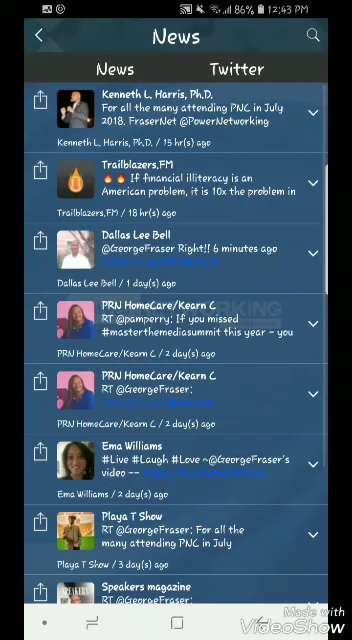 86% 12:43 PM
News
News Twitter
Kenneth L. Harris, Ph.D.
For all the many attending PNC in July
2018. FraserNet @PowerNetworking
Kenneth L. Harris, Ph.D. / 15 hr(s) ago
Trailblazers.FM
🔥🔥 If financial illiteracy is an
American problem, it is 10x the problem in
Trailblazers.FM / 18 hr(s) ago
Dallas Lee Bell
@GeorgeFraser Right!! 6 minutes ago
Dallas Lee Bell / 1 day(s) ago
PRN HomeCare/Kearn C
RT @pamperry: If you missed
#masterthemediasummit this year - you
PRN HomeCare/Kearn C / 2 day(s) ago
PRN HomeCare/Kearn C
RT @GeorgeFraser:
PRN HomeCare/Kearn C / 2 day(s) ago
Ema Williams
#Live #Laugh #Love ~@GeorgeFraser's
video --
Ema Williams / 2 day(s) ago
Playa T Show
RT @GeorgeFraser: For all the
many attending PNC in July
Playa T Show / 3 day(s) ago
Speakers magazine
RT @GeorgeFraser:
Made with
VideoShow